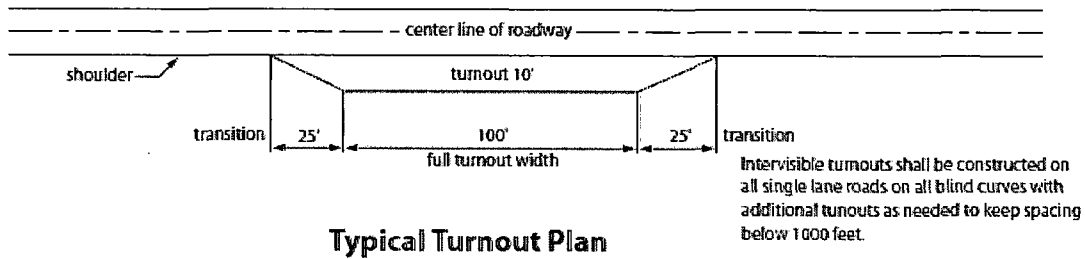 center line of roadway
shoulder
turnout 10'
transition 25' 100' 25' transition
full turnout width
Intervisible turnouts shall be constructed on
all single lane roads on all blind curves with
additional tunouts as needed to keep spacing
below 1000 feet.
Typical Turnout Plan